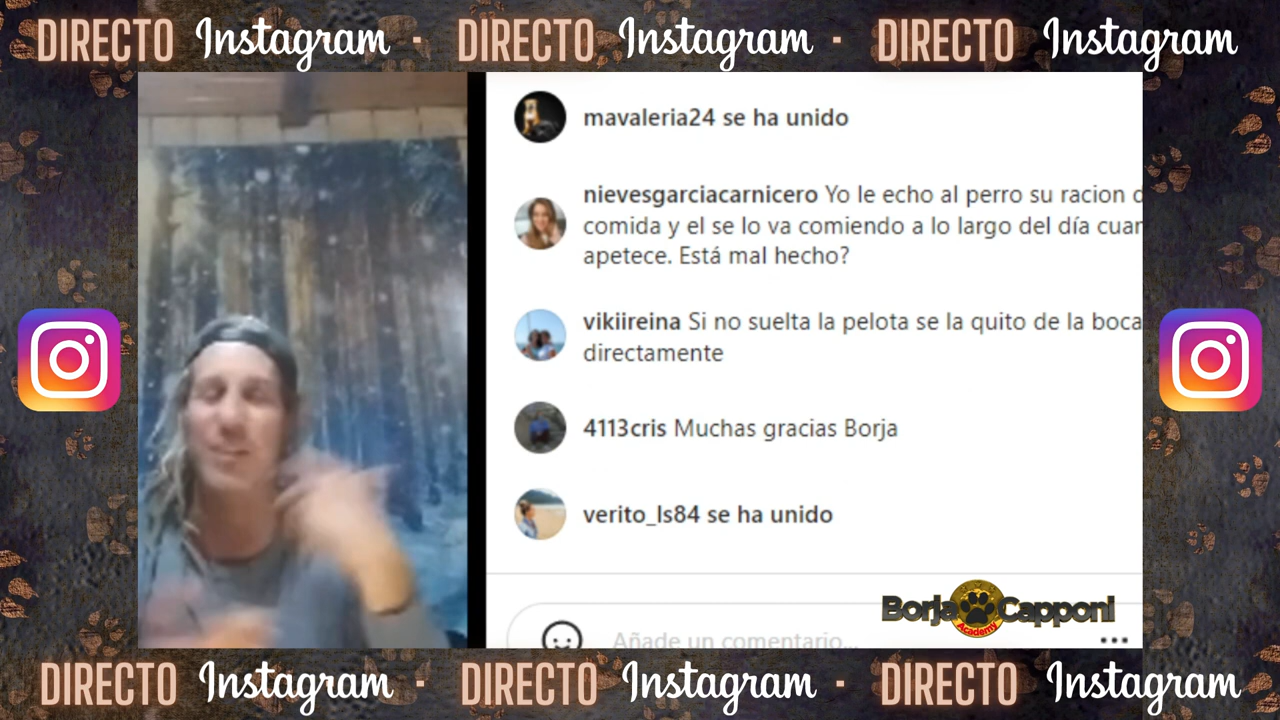 DIRECTO Instagram · DIRECTO Instagram · DIRECTO Instagram
mavaleria24 se ha unido
nievesgarciacarnicero Yo le echo al perro su racion d
comida y el se lo va comiendo a lo largo del día cuar
apetece. Está mal hecho?
vikiireina Si no suelta la pelota se la quito de la boca
directamente
4113cris Muchas gracias Borja
verito_ls84 se ha unido
Borja Capponi
Academy
Añade un comentario...
DIRECTO Instagram · DIRECTO Instagram · DIRECTO Instagram